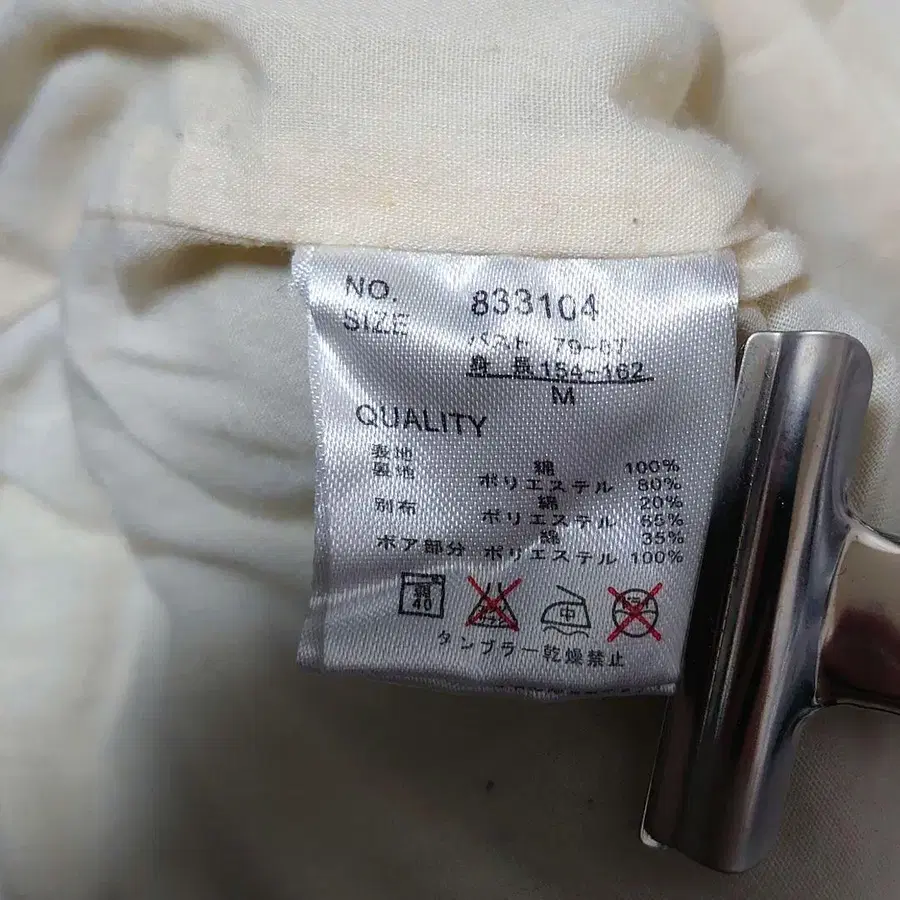 NO. 833104
SIZE バスト 79~87
身長 154~162
M
QUALITY
表地 綿 100%
裏地 ポリエステル 80%
綿 20%
別布 ポリエステル 65%
綿 35%
ボア部分 ポリエステル 100%
40
中
タンブラー乾燥禁止